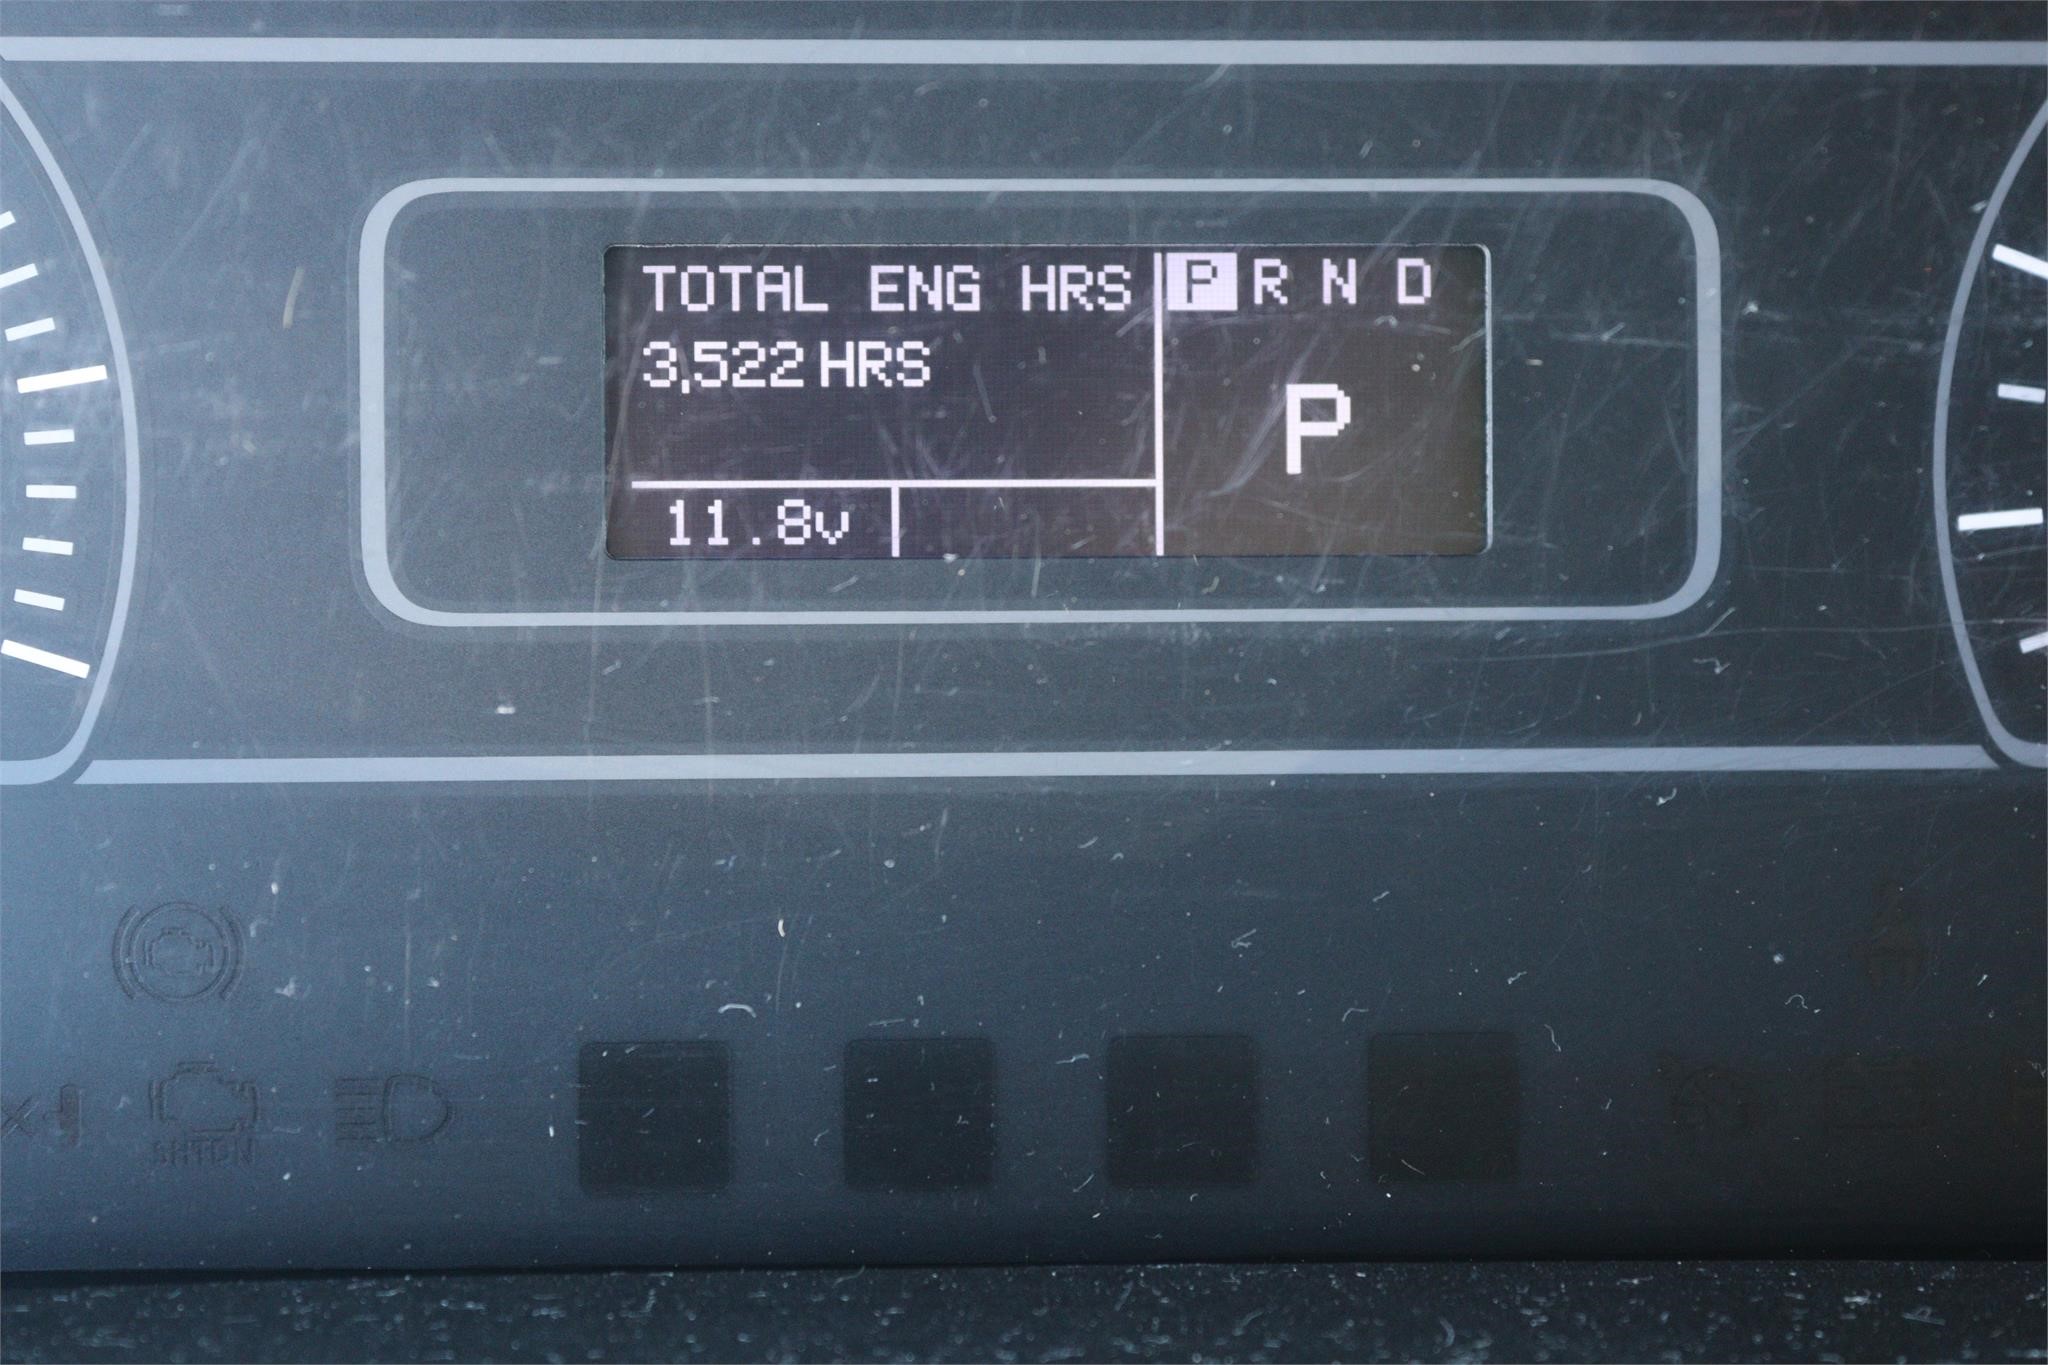 TOTAL ENG HRS
3,522 HRS
11.8v
P R N D
P